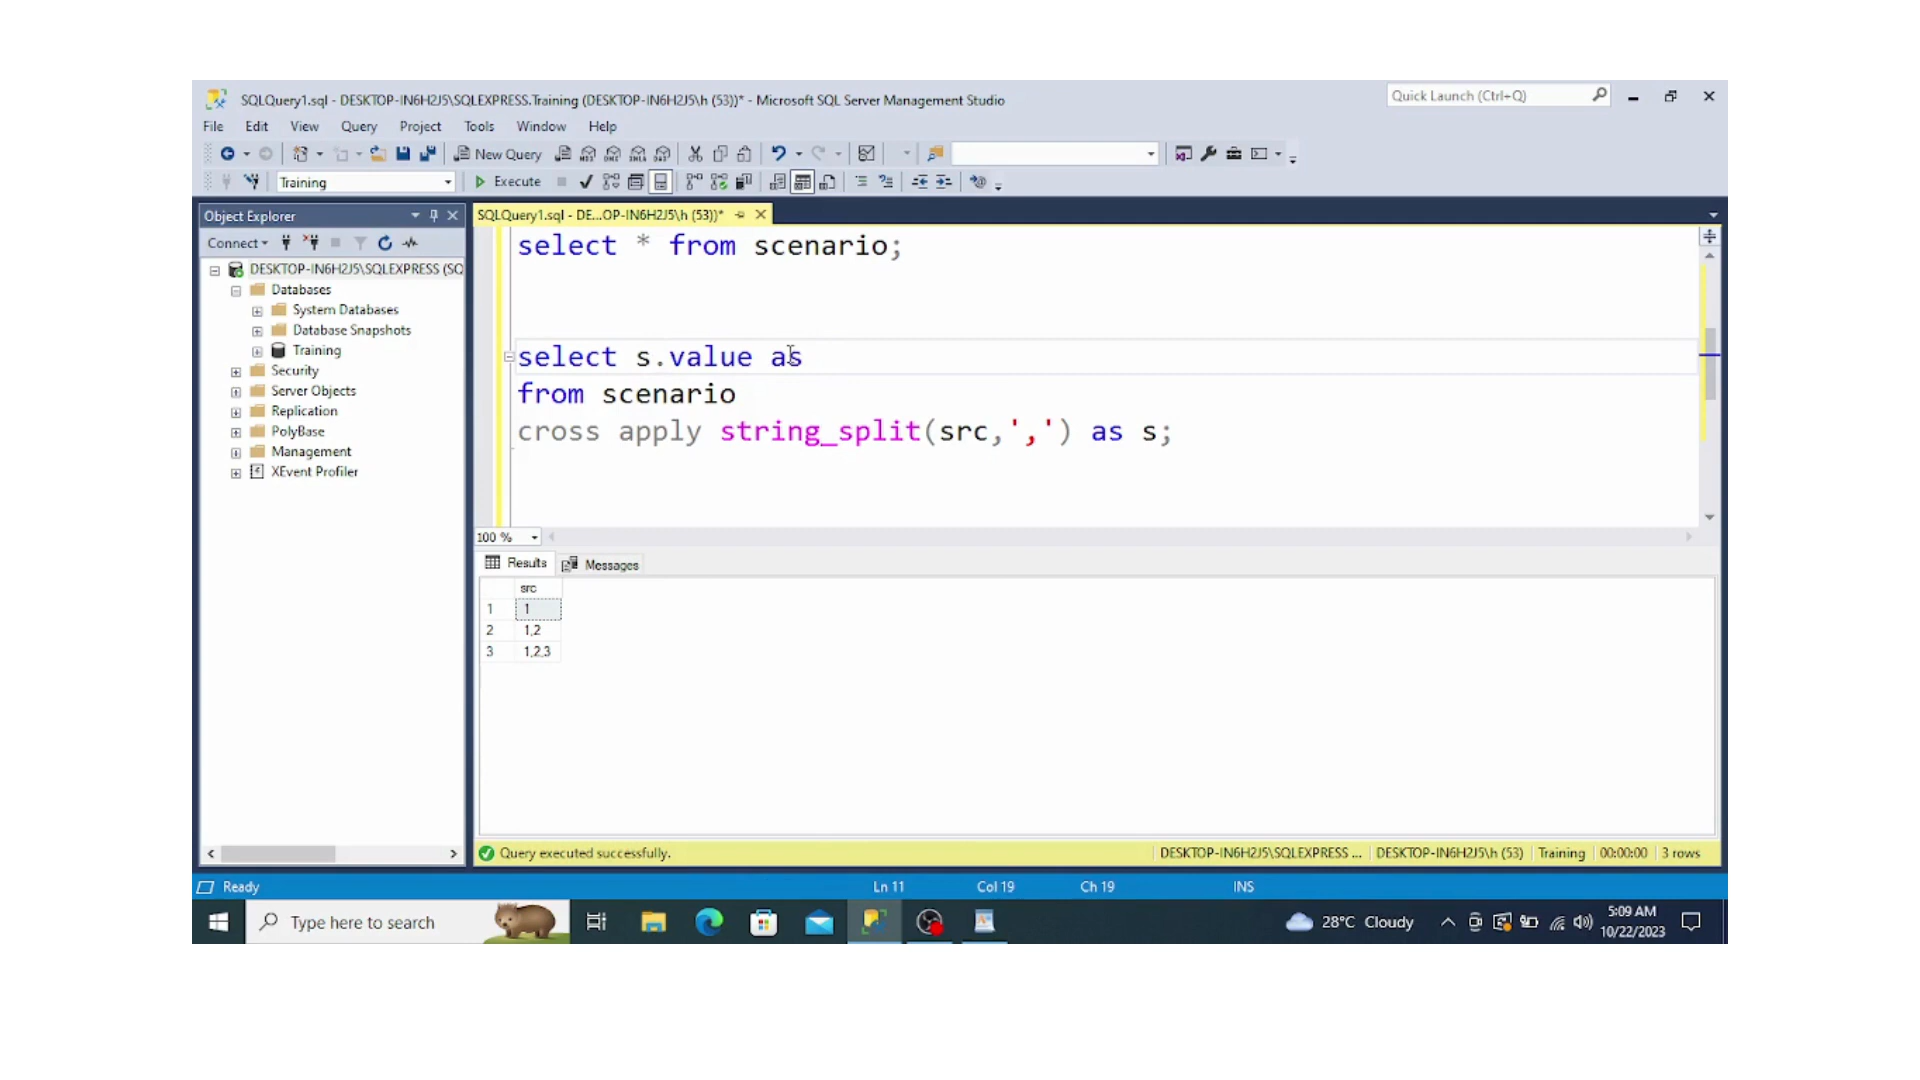 SQLQuery1.sql - DESKTOP-IN6H2J5\SQLEXPRESS.Training (DESKTOP-IN6H2J5\h (53))* - Microsoft SQL Server Management Studio
Quick Launch (Ctrl+Q)
File Edit View Query Project Tools Window Help
New Query
Training
Execute
Object Explorer
SQLQuery1.sql - DE...OP-IN6H2J5\h (53))*
Connect
DESKTOP-IN6H2J5\SQLEXPRESS (SQ
Databases
System Databases
Database Snapshots
Training
Security
Server Objects
Replication
PolyBase
Management
XEvent Profiler
select * from scenario;
select s.value as
from scenario
cross apply string_split(src,',') as s;
100 %
Results Messages
src
1 1
2 1,2
3 1,2,3
Query executed successfully.
DESKTOP-IN6H2J5\SQLEXPRESS ... DESKTOP-IN6H2J5\h (53) Training 00:00:00 3 rows
Ready Ln 11 Col 19 Ch 19 INS
Type here to search
28°C Cloudy
5:09 AM
10/22/2023